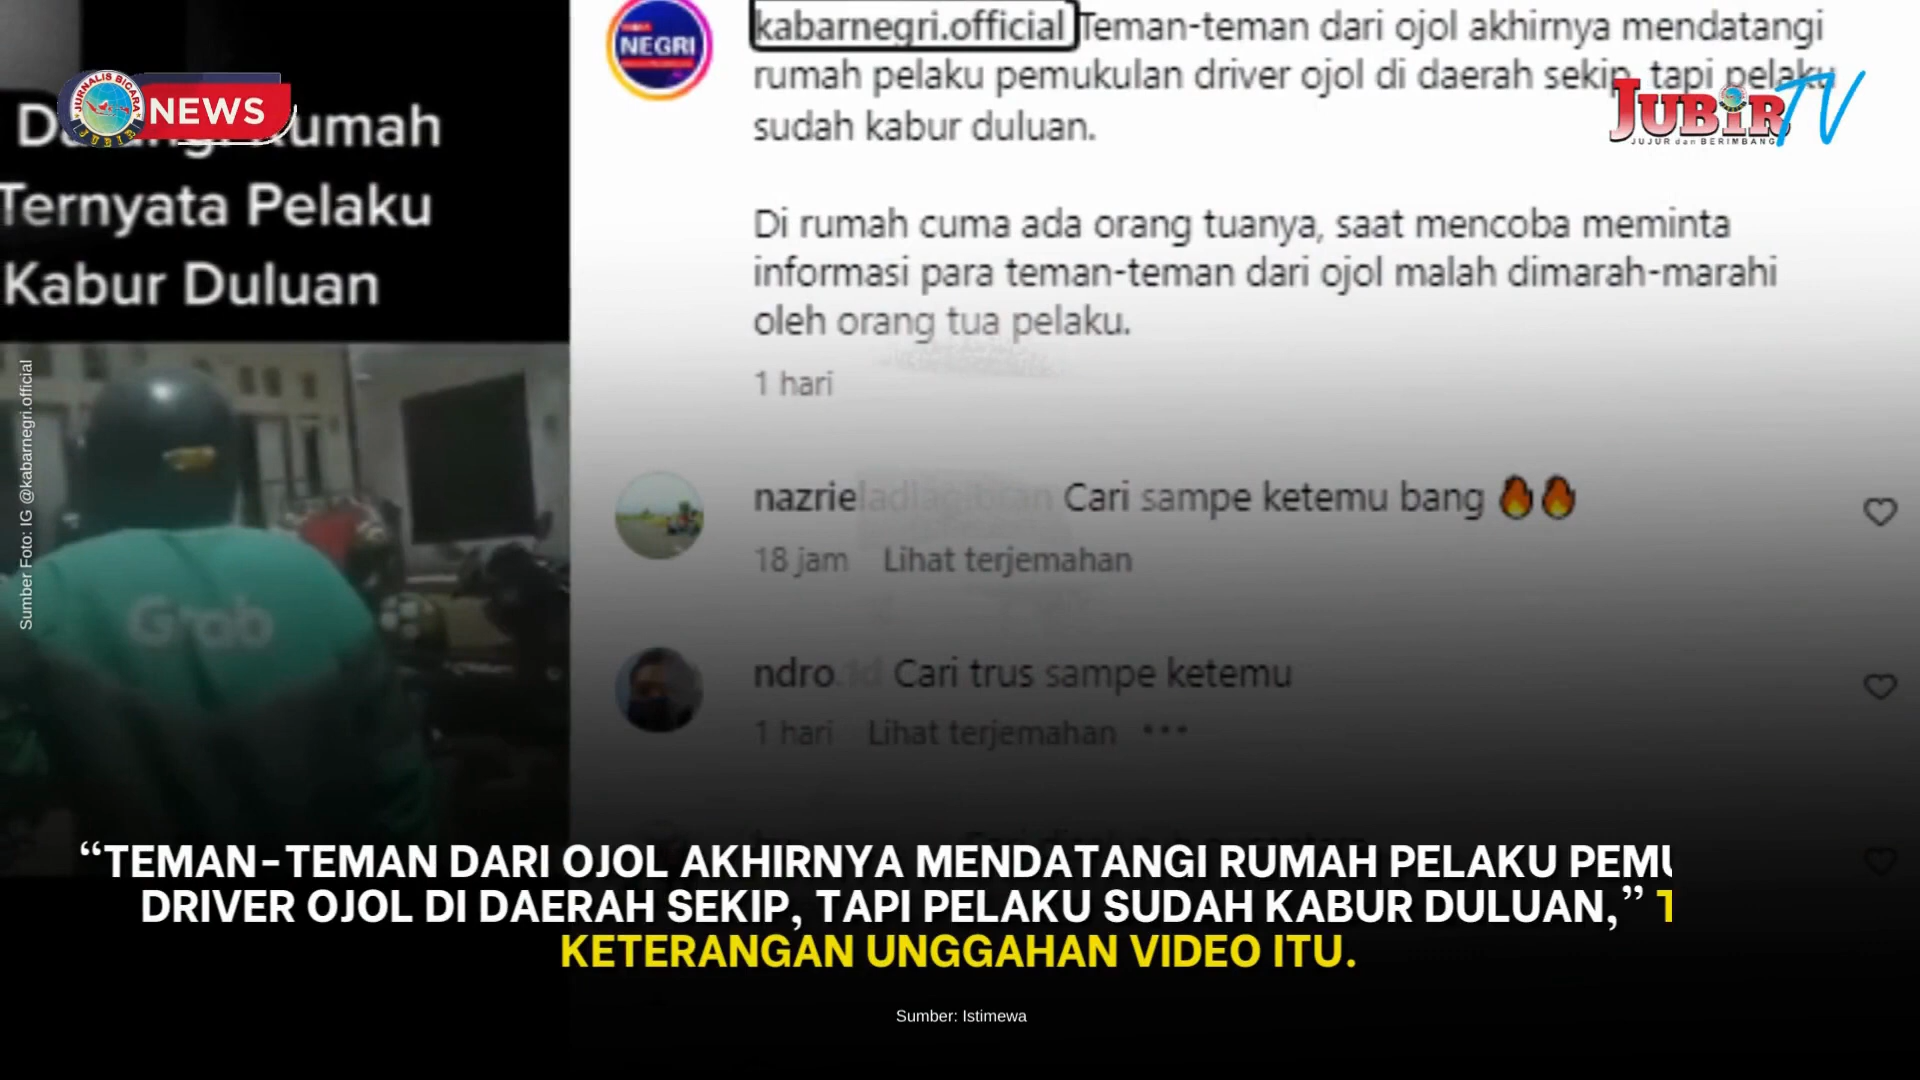 JURNALIS BICARA
JUBIR
NEWS
umah
Ternyata Pelaku
Kabur Duluan
Sumber Foto: IG @kabarnegri.official
Grab
NEGRI
kabarnegri.official Teman-teman dari ojol akhirnya mendatangi
rumah pelaku pemukulan driver ojol di daerah sekip, tapi pelaku
sudah kabur duluan.
JUBIR TV
JUJUR dan BERIMBANG
Di rumah cuma ada orang tuanya, saat mencoba meminta
informasi para teman-teman dari ojol malah dimarah-marahi
oleh orang tua pelaku.
1 hari
Cari sampe ketemu bang 🔥🔥
18 jam Lihat terjemahan
Cari trus sampe ketemu
1 hari Lihat terjemahan •••
“TEMAN-TEMAN DARI OJOL AKHIRNYA MENDATANGI RUMAH PELAKU
DRIVER OJOL DI DAERAH SEKIP, TAPI PELAKU SUDAH KABUR DULUAN,”
KETERANGAN UNGGAHAN VIDEO ITU.
Sumber: Istimewa